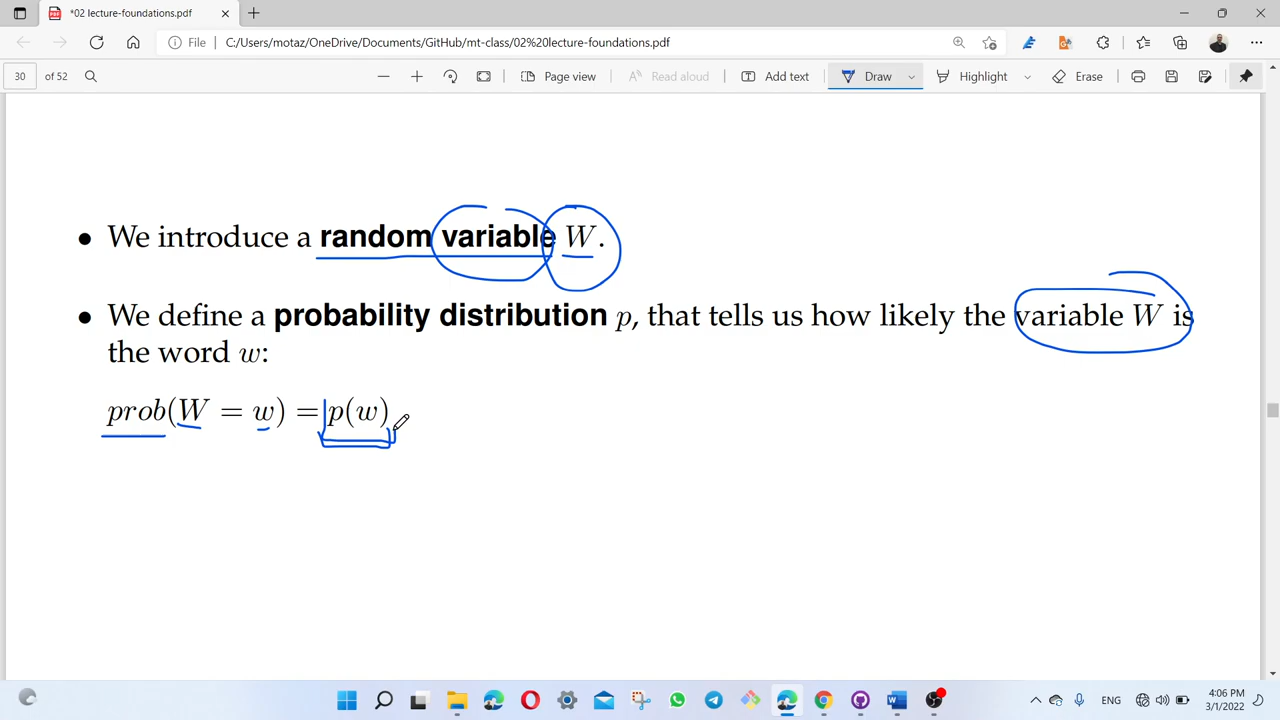 *02 lecture-foundations.pdf
File C:/Users/motaz/OneDrive/Documents/GitHub/mt-class/02%20lecture-foundations.pdf
30 of 52 Page view Read aloud Add text Draw Highlight Erase
• We introduce a random variable W.
• We define a probability distribution p, that tells us how likely the variable W is
the word w:
prob(W = w) = p(w)
ENG
4:06 PM
3/1/2022